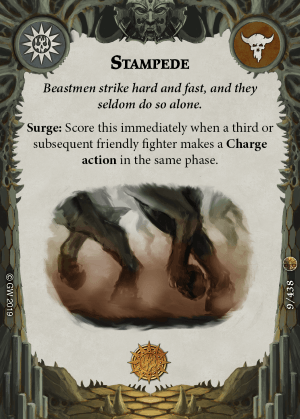 Stampede
Beastmen strike hard and fast, and they
seldom do so alone.
Surge: Score this immediately when a third or
subsequent friendly fighter makes a Charge
action in the same phase.
© GW 2019
9/438